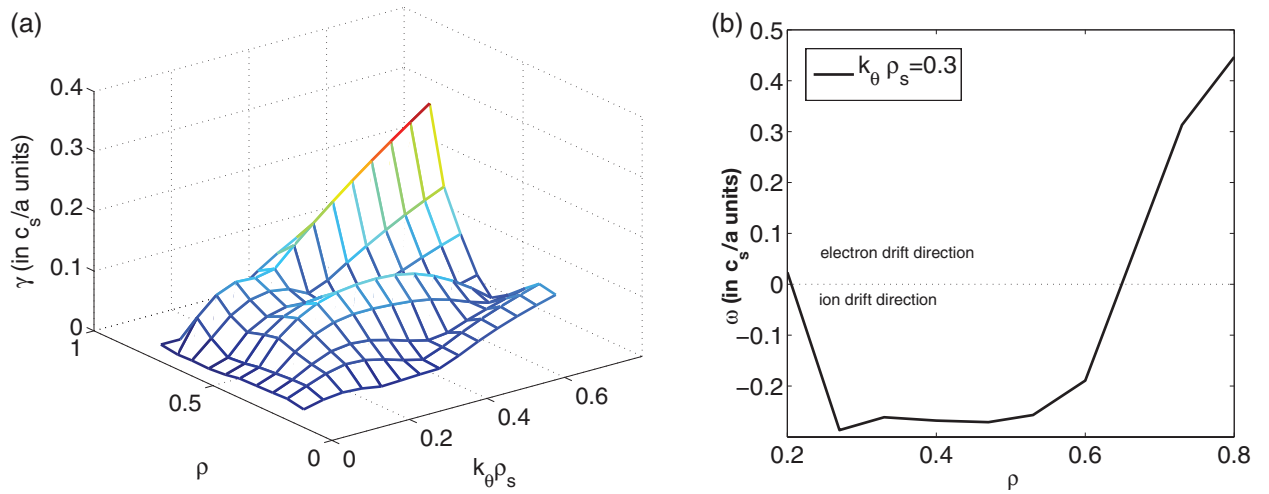 (a)
γ (in c_s/a units)
0.4
0.3
0.2
0.1
0
1
0.5
0
ρ
0
0.2
0.4
0.6
k_θρ_s
(b)
ω (in c_s/a units)
0.5
0.4
0.3
0.2
0.1
0
−0.1
−0.2
k_θ ρ_s=0.3
electron drift direction
ion drift direction
0.2
0.4
0.6
0.8
ρ